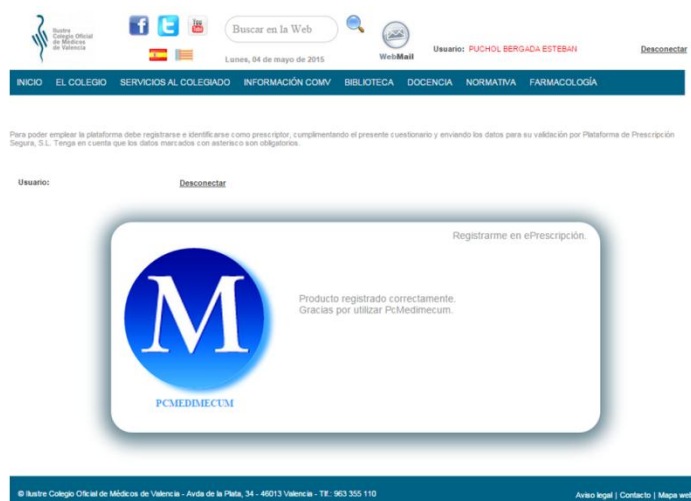 Ilustre
Colegio Oficial
de Médicos
de Valencia
f
You
Tube
Buscar en la Web
Lunes, 04 de mayo de 2015
WebMail
Usuario: PUCHOL BERGADA ESTEBAN
Desconectar
INICIO EL COLEGIO SERVICIOS AL COLEGIADO INFORMACIÓN COMV BIBLIOTECA DOCENCIA NORMATIVA FARMACOLOGÍA
Para poder emplear la plataforma debe registrarse e identificarse como prescriptor, cumplimentando el presente cuestionario y enviando los datos para su validación por Plataforma de Prescripción
Segura, S.L. Tenga en cuenta que los datos marcados con asterisco son obligatorios.
Usuario: Desconectar
Registrarme en ePrescripción.
M
Producto registrado correctamente.
Gracias por utilizar PcMedimecum.
PCMEDIMECUM
© Ilustre Colegio Oficial de Médicos de Valencia - Avda de la Plata, 34 - 46013 Valencia - Tlf.: 963 355 110
Aviso legal | Contacto | Mapa web